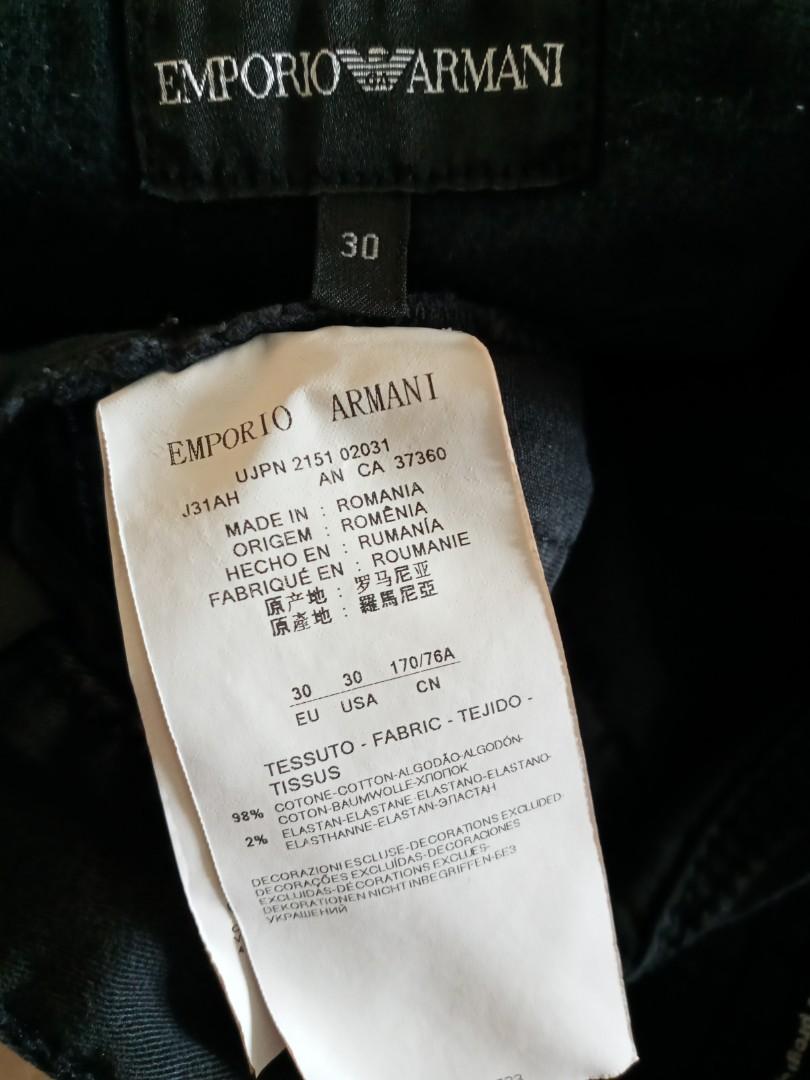 EMPORIO ARMANI
30
EMPORIO ARMANI
UJPN 2151 02031
J31AH AN CA 37360
MADE IN : ROMANIA
ORIGEM : ROMÊNIA
HECHO EN : RUMANÍA
FABRIQUÉ EN : ROUMANIE
原产地 : 罗马尼亚
原產地 : 羅馬尼亞
30 30 170/76A
EU USA CN
TESSUTO - FABRIC - TEJIDO -
TISSUS
98% COTONE-COTTON-ALGODÃO-ALGODÓN-
COTON-BAUMWOLLE-ХЛОПОК
2% ELASTAN-ELASTANE-ELASTANO-ELASTANO-
ELASTHANNE-ELASTAN-ЭЛАСТАН
DECORAZIONI ESCLUSE-DECORATIONS EXCLUDED-
DECORAÇÕES EXCLUÍDAS-DECORACIONES
EXCLUIDAS-DÉCORATIONS EXCLUES-
DEKORATIONEN NICHT INBEGRIFFEN-БЕЗ
УКРАШЕНИЙ